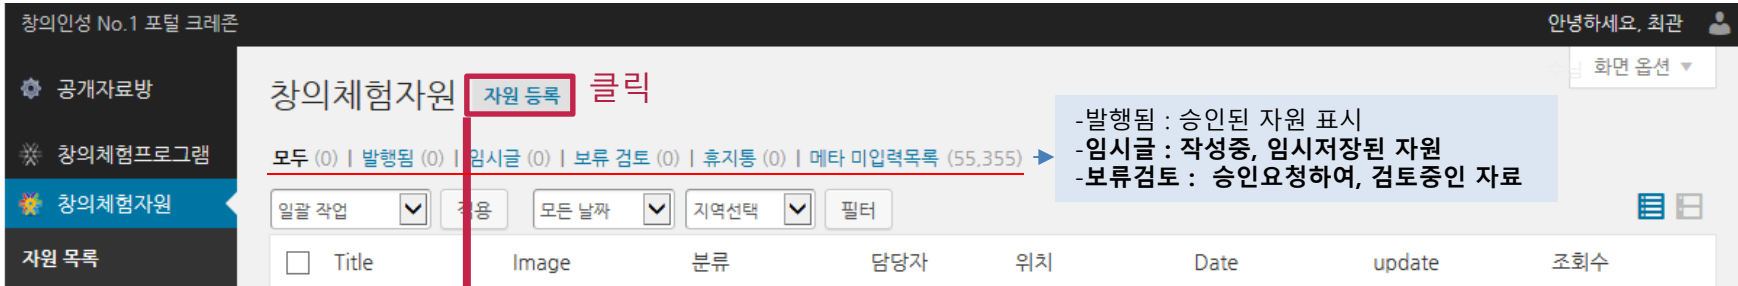 창의인성 No.1 포털 크레존
안녕하세요, 최관
화면 옵션
공개자료방
창의체험자원 자원 등록 클릭
-발행됨 : 승인된 자원 표시
-임시글 : 작성중, 임시저장된 자원
-보류검토 : 승인요청하여, 검토중인 자료
창의체험프로그램
모두 (0) | 발행됨 (0) | 임시글 (0) | 보류 검토 (0) | 휴지통 (0) | 메타 미입력목록 (55,355)
창의체험자원
일괄 작업 적용 모든 날짜 지역선택 필터
자원 목록
Title Image 분류 담당자 위치 Date update 조회수